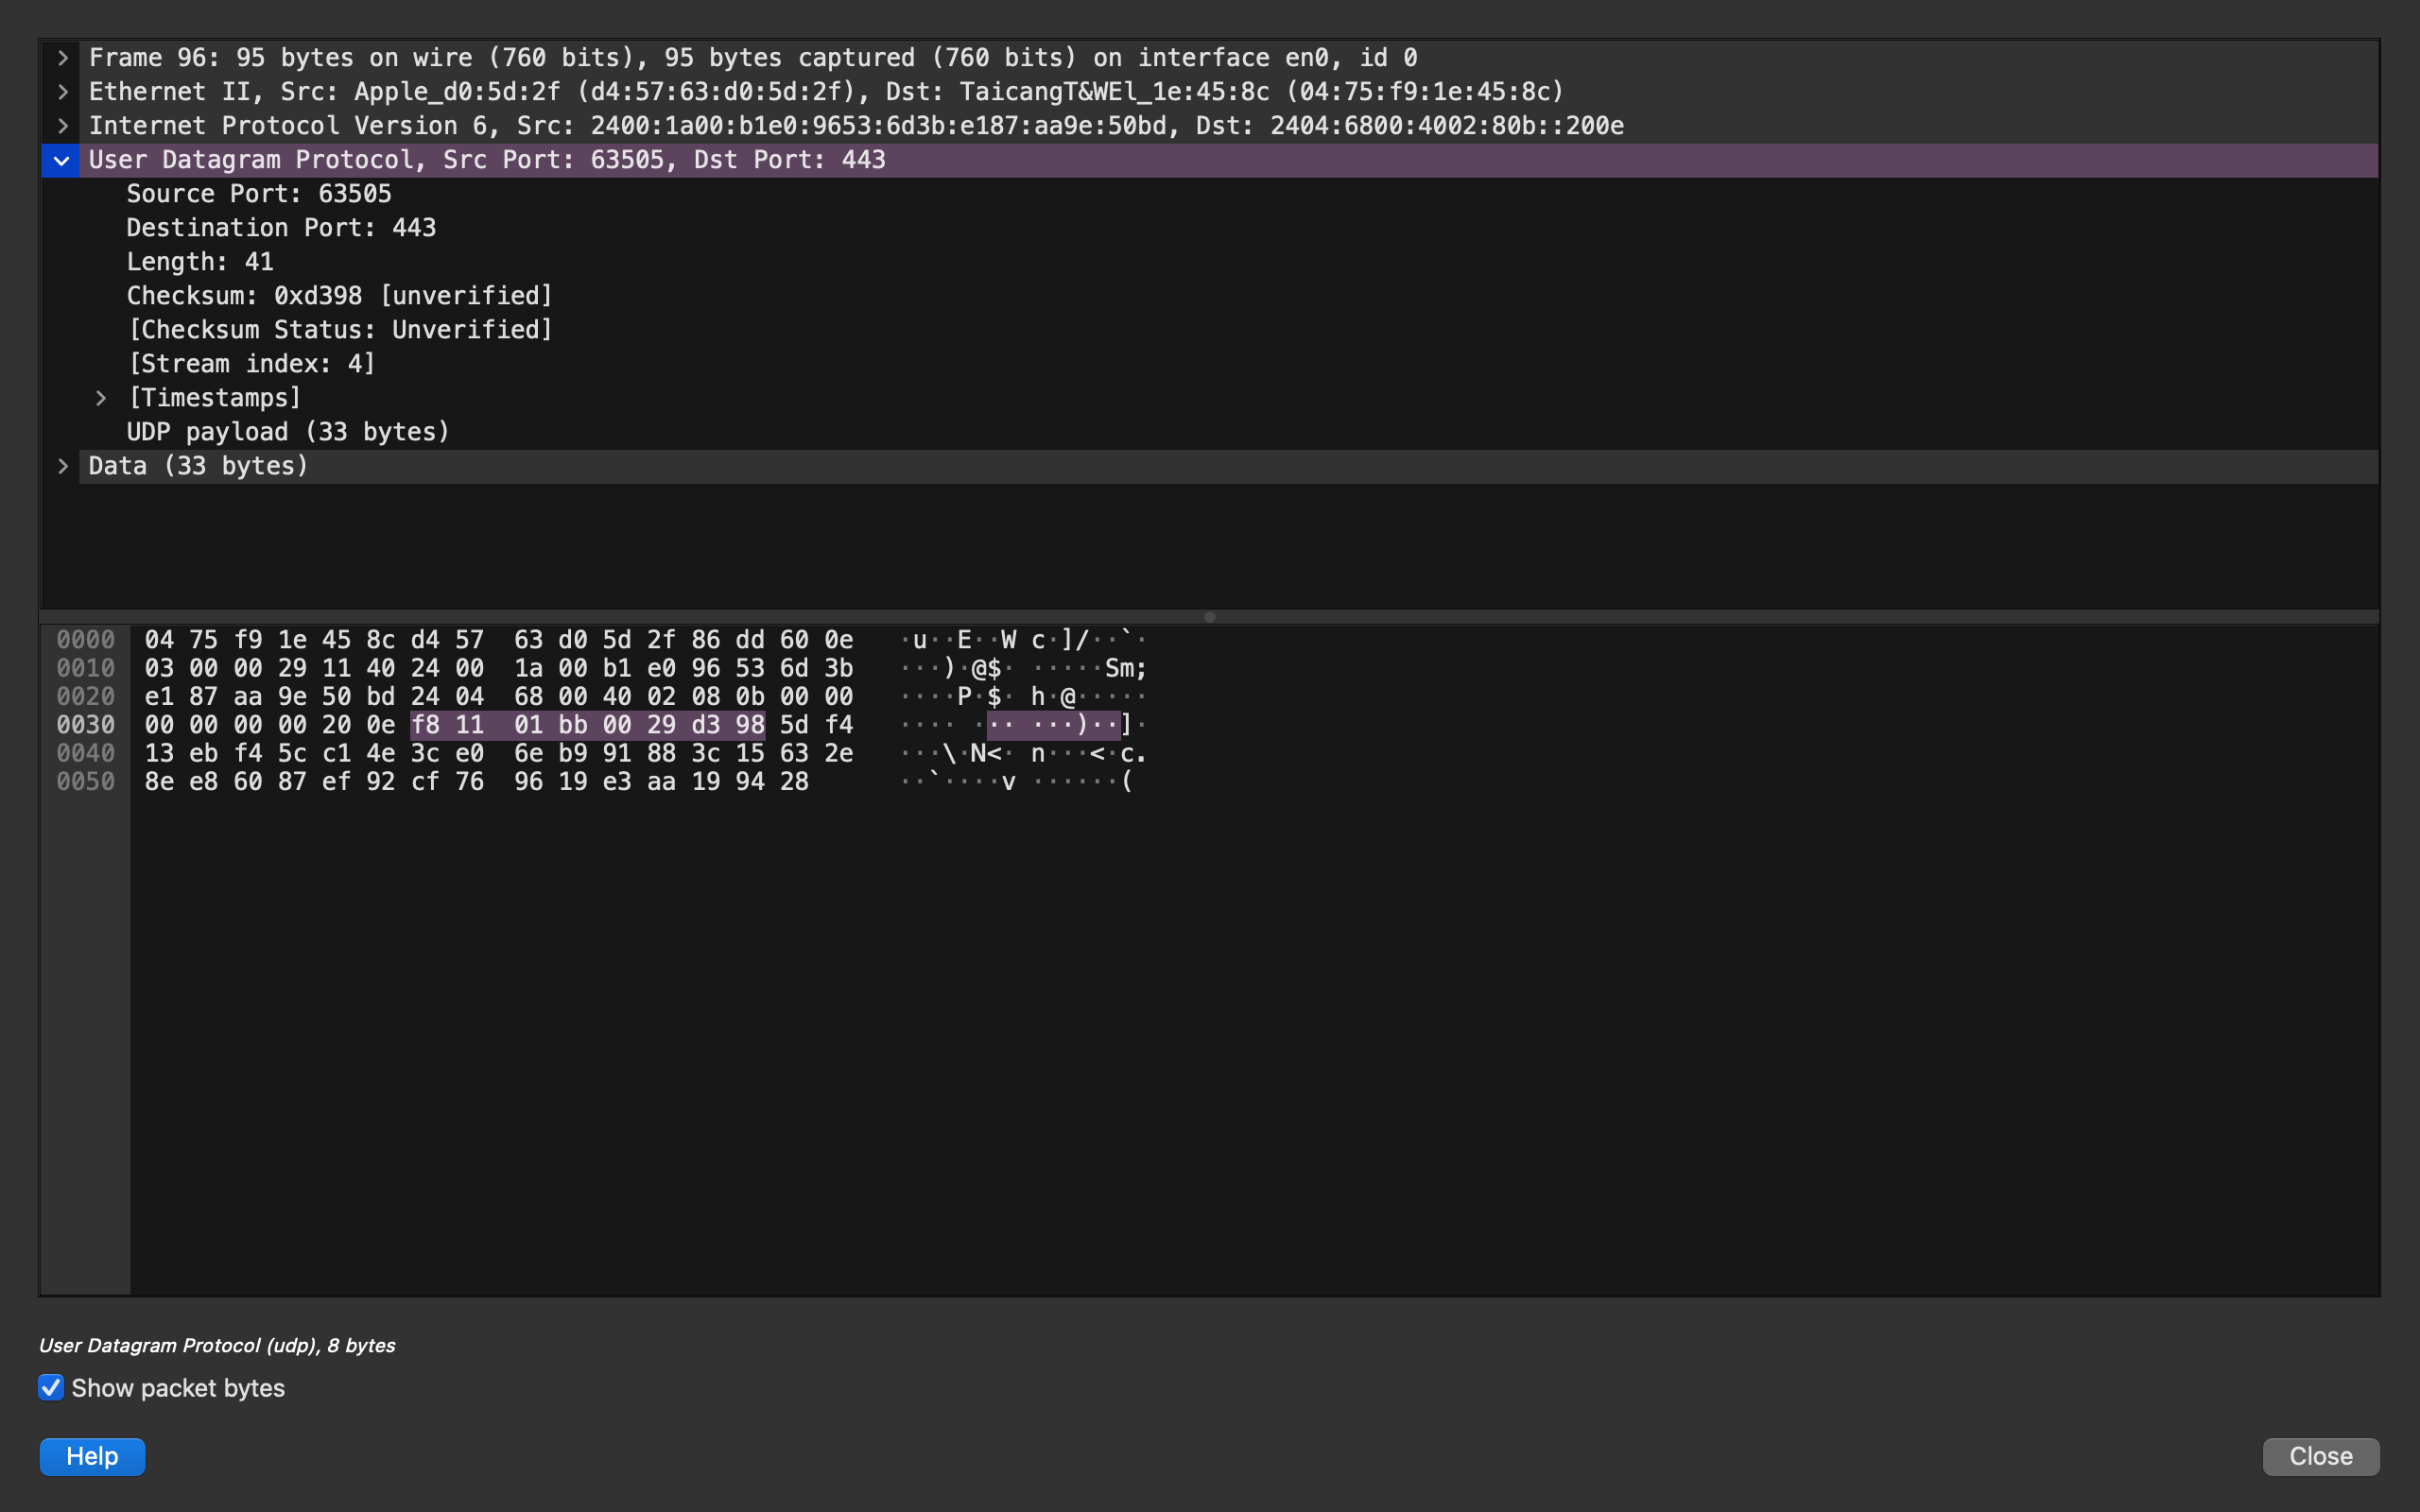 Frame 96: 95 bytes on wire (760 bits), 95 bytes captured (760 bits) on interface en0, id 0
Ethernet II, Src: Apple_d0:5d:2f (d4:57:63:d0:5d:2f), Dst: TaicangT&WEl_1e:45:8c (04:75:f9:1e:45:8c)
Internet Protocol Version 6, Src: 2400:1a00:b1e0:9653:6d3b:e187:aa9e:50bd, Dst: 2404:6800:4002:80b::200e
User Datagram Protocol, Src Port: 63505, Dst Port: 443
Source Port: 63505
Destination Port: 443
Length: 41
Checksum: 0xd398 [unverified]
[Checksum Status: Unverified]
[Stream index: 4]
[Timestamps]
UDP payload (33 bytes)
Data (33 bytes)
0000 04 75 f9 1e 45 8c d4 57 63 d0 5d 2f 86 dd 60 0e ·u··E··W c·]/··`·
0010 03 00 00 29 11 40 24 00 1a 00 b1 e0 96 53 6d 3b ···)·@$· ·····Sm;
0020 e1 87 aa 9e 50 bd 24 04 68 00 40 02 08 0b 00 00 ····P·$· h·@·····
0030 00 00 00 00 20 0e f8 11 01 bb 00 29 d3 98 5d f4 ···· ··· ···)··]·
0040 13 eb f4 5c c1 4e 3c e0 6e b9 91 88 3c 15 63 2e ···\·N<· n···<·c.
0050 8e e8 60 87 ef 92 cf 76 96 19 e3 aa 19 94 28 ··`····v ······(
User Datagram Protocol (udp), 8 bytes
Show packet bytes
Help
Close